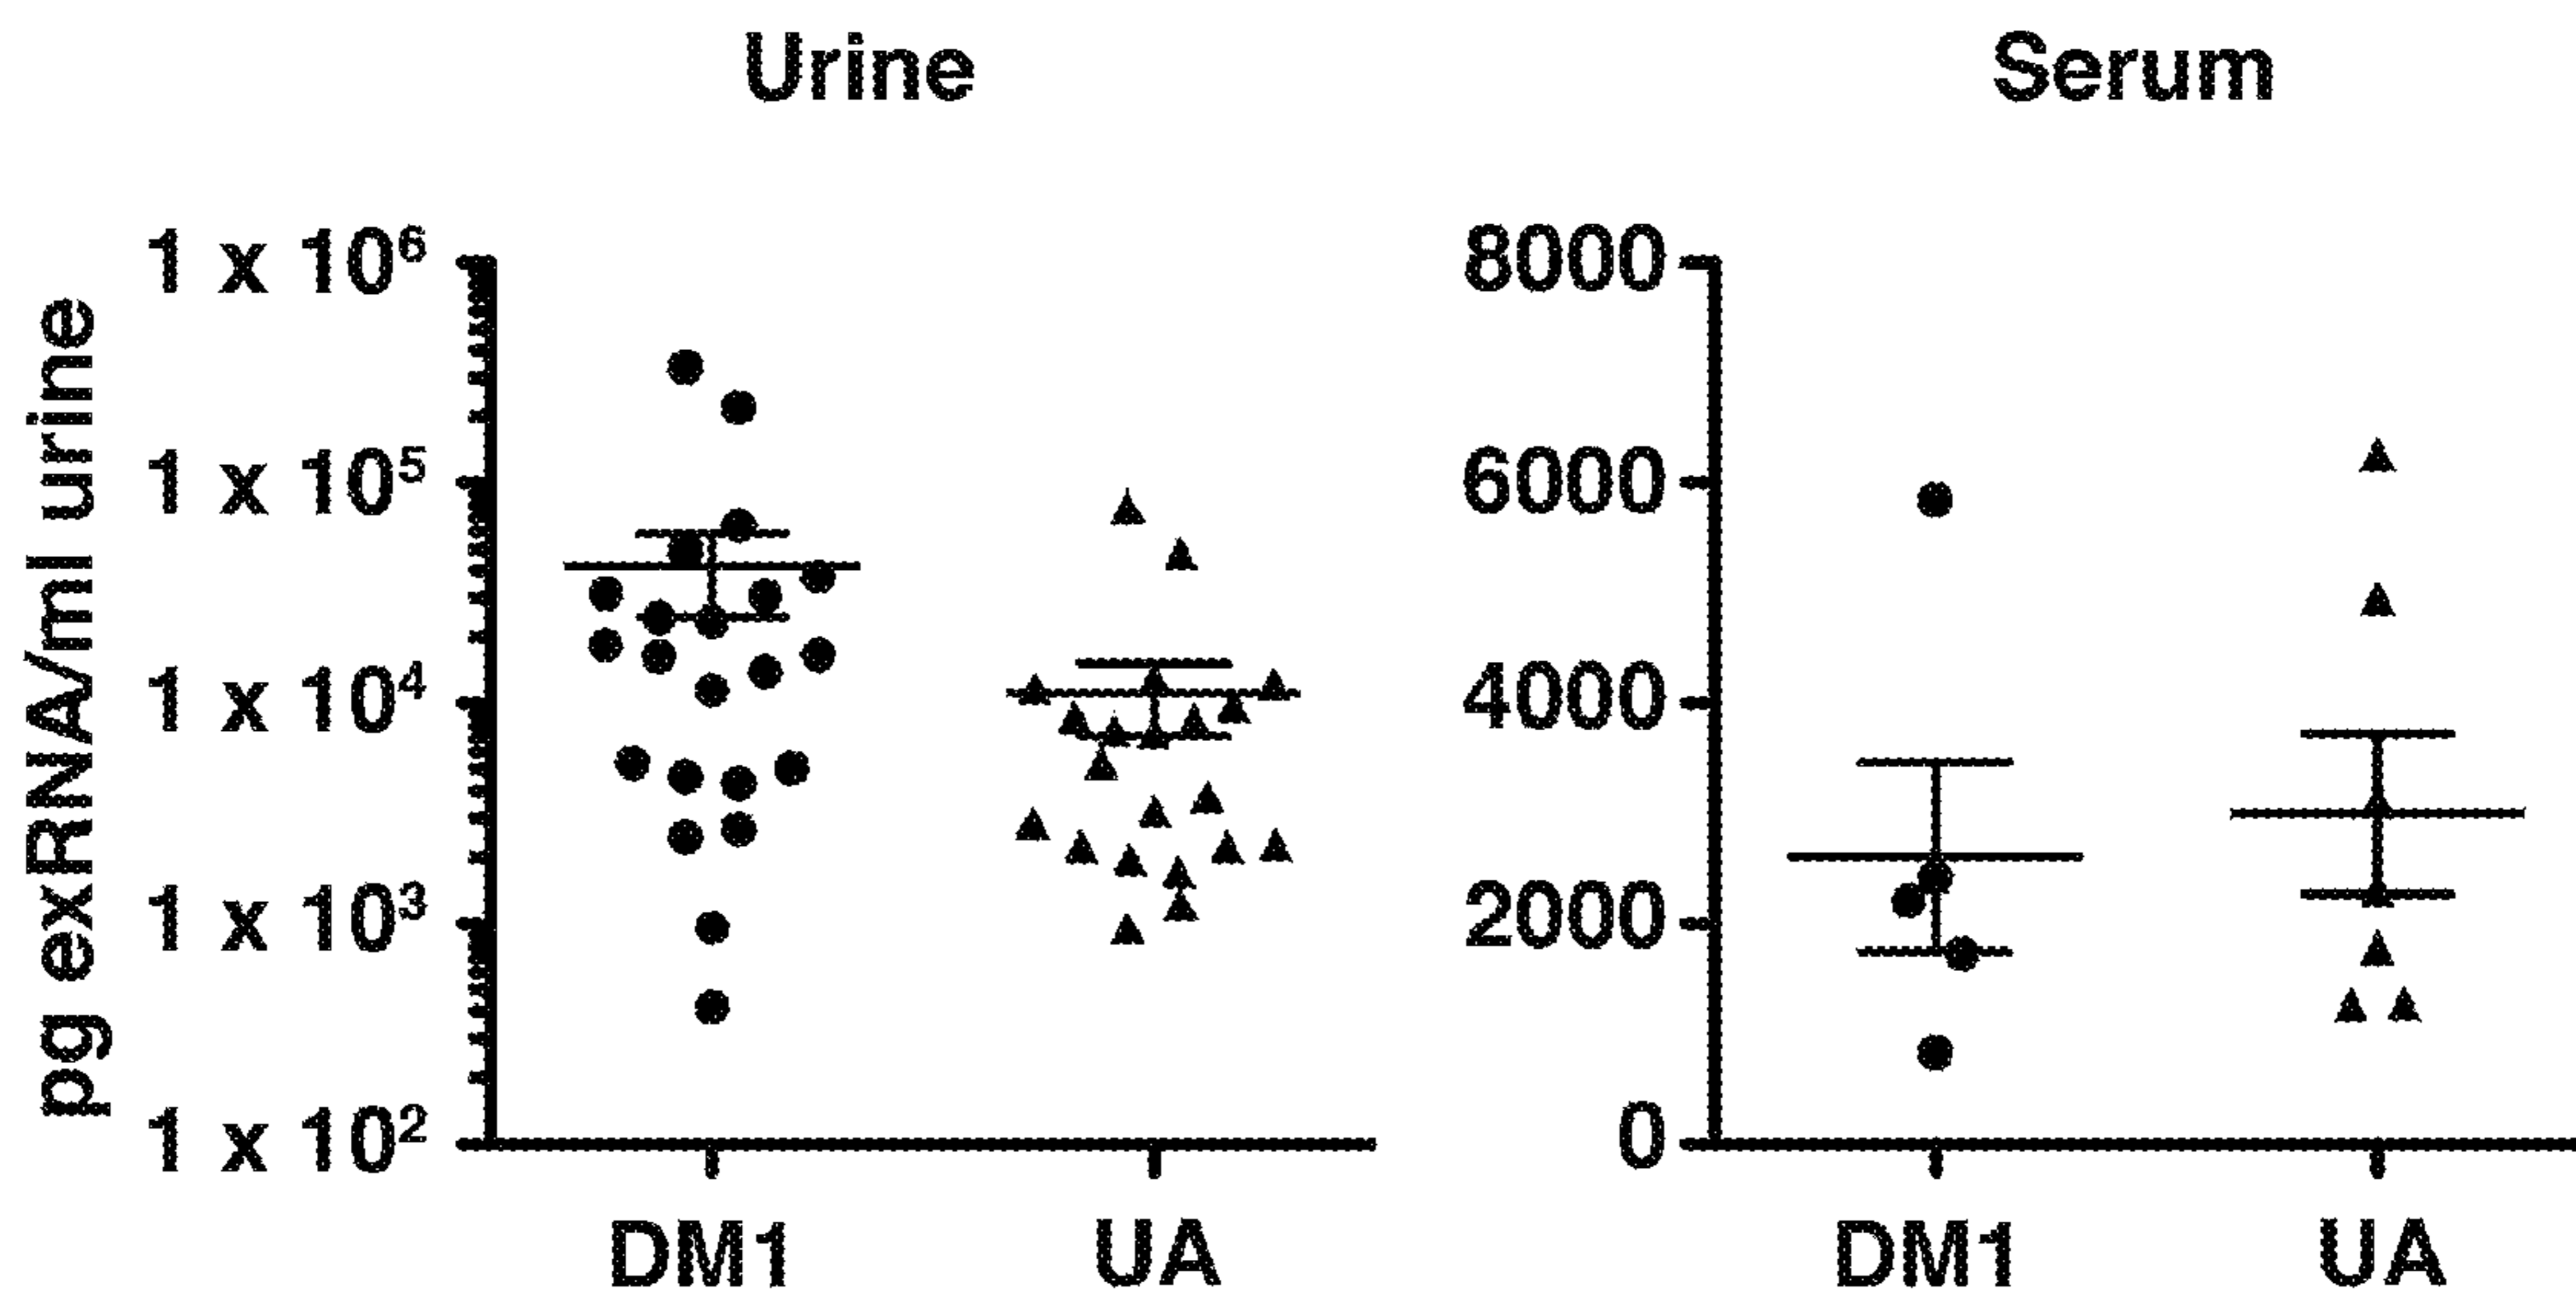 Urine
Serum
pg exRNA/ml urine
1 x 10⁶
1 x 10⁵
1 x 10⁴
1 x 10³
1 x 10²
DM1
UA
8000
6000
4000
2000
0
DM1
UA